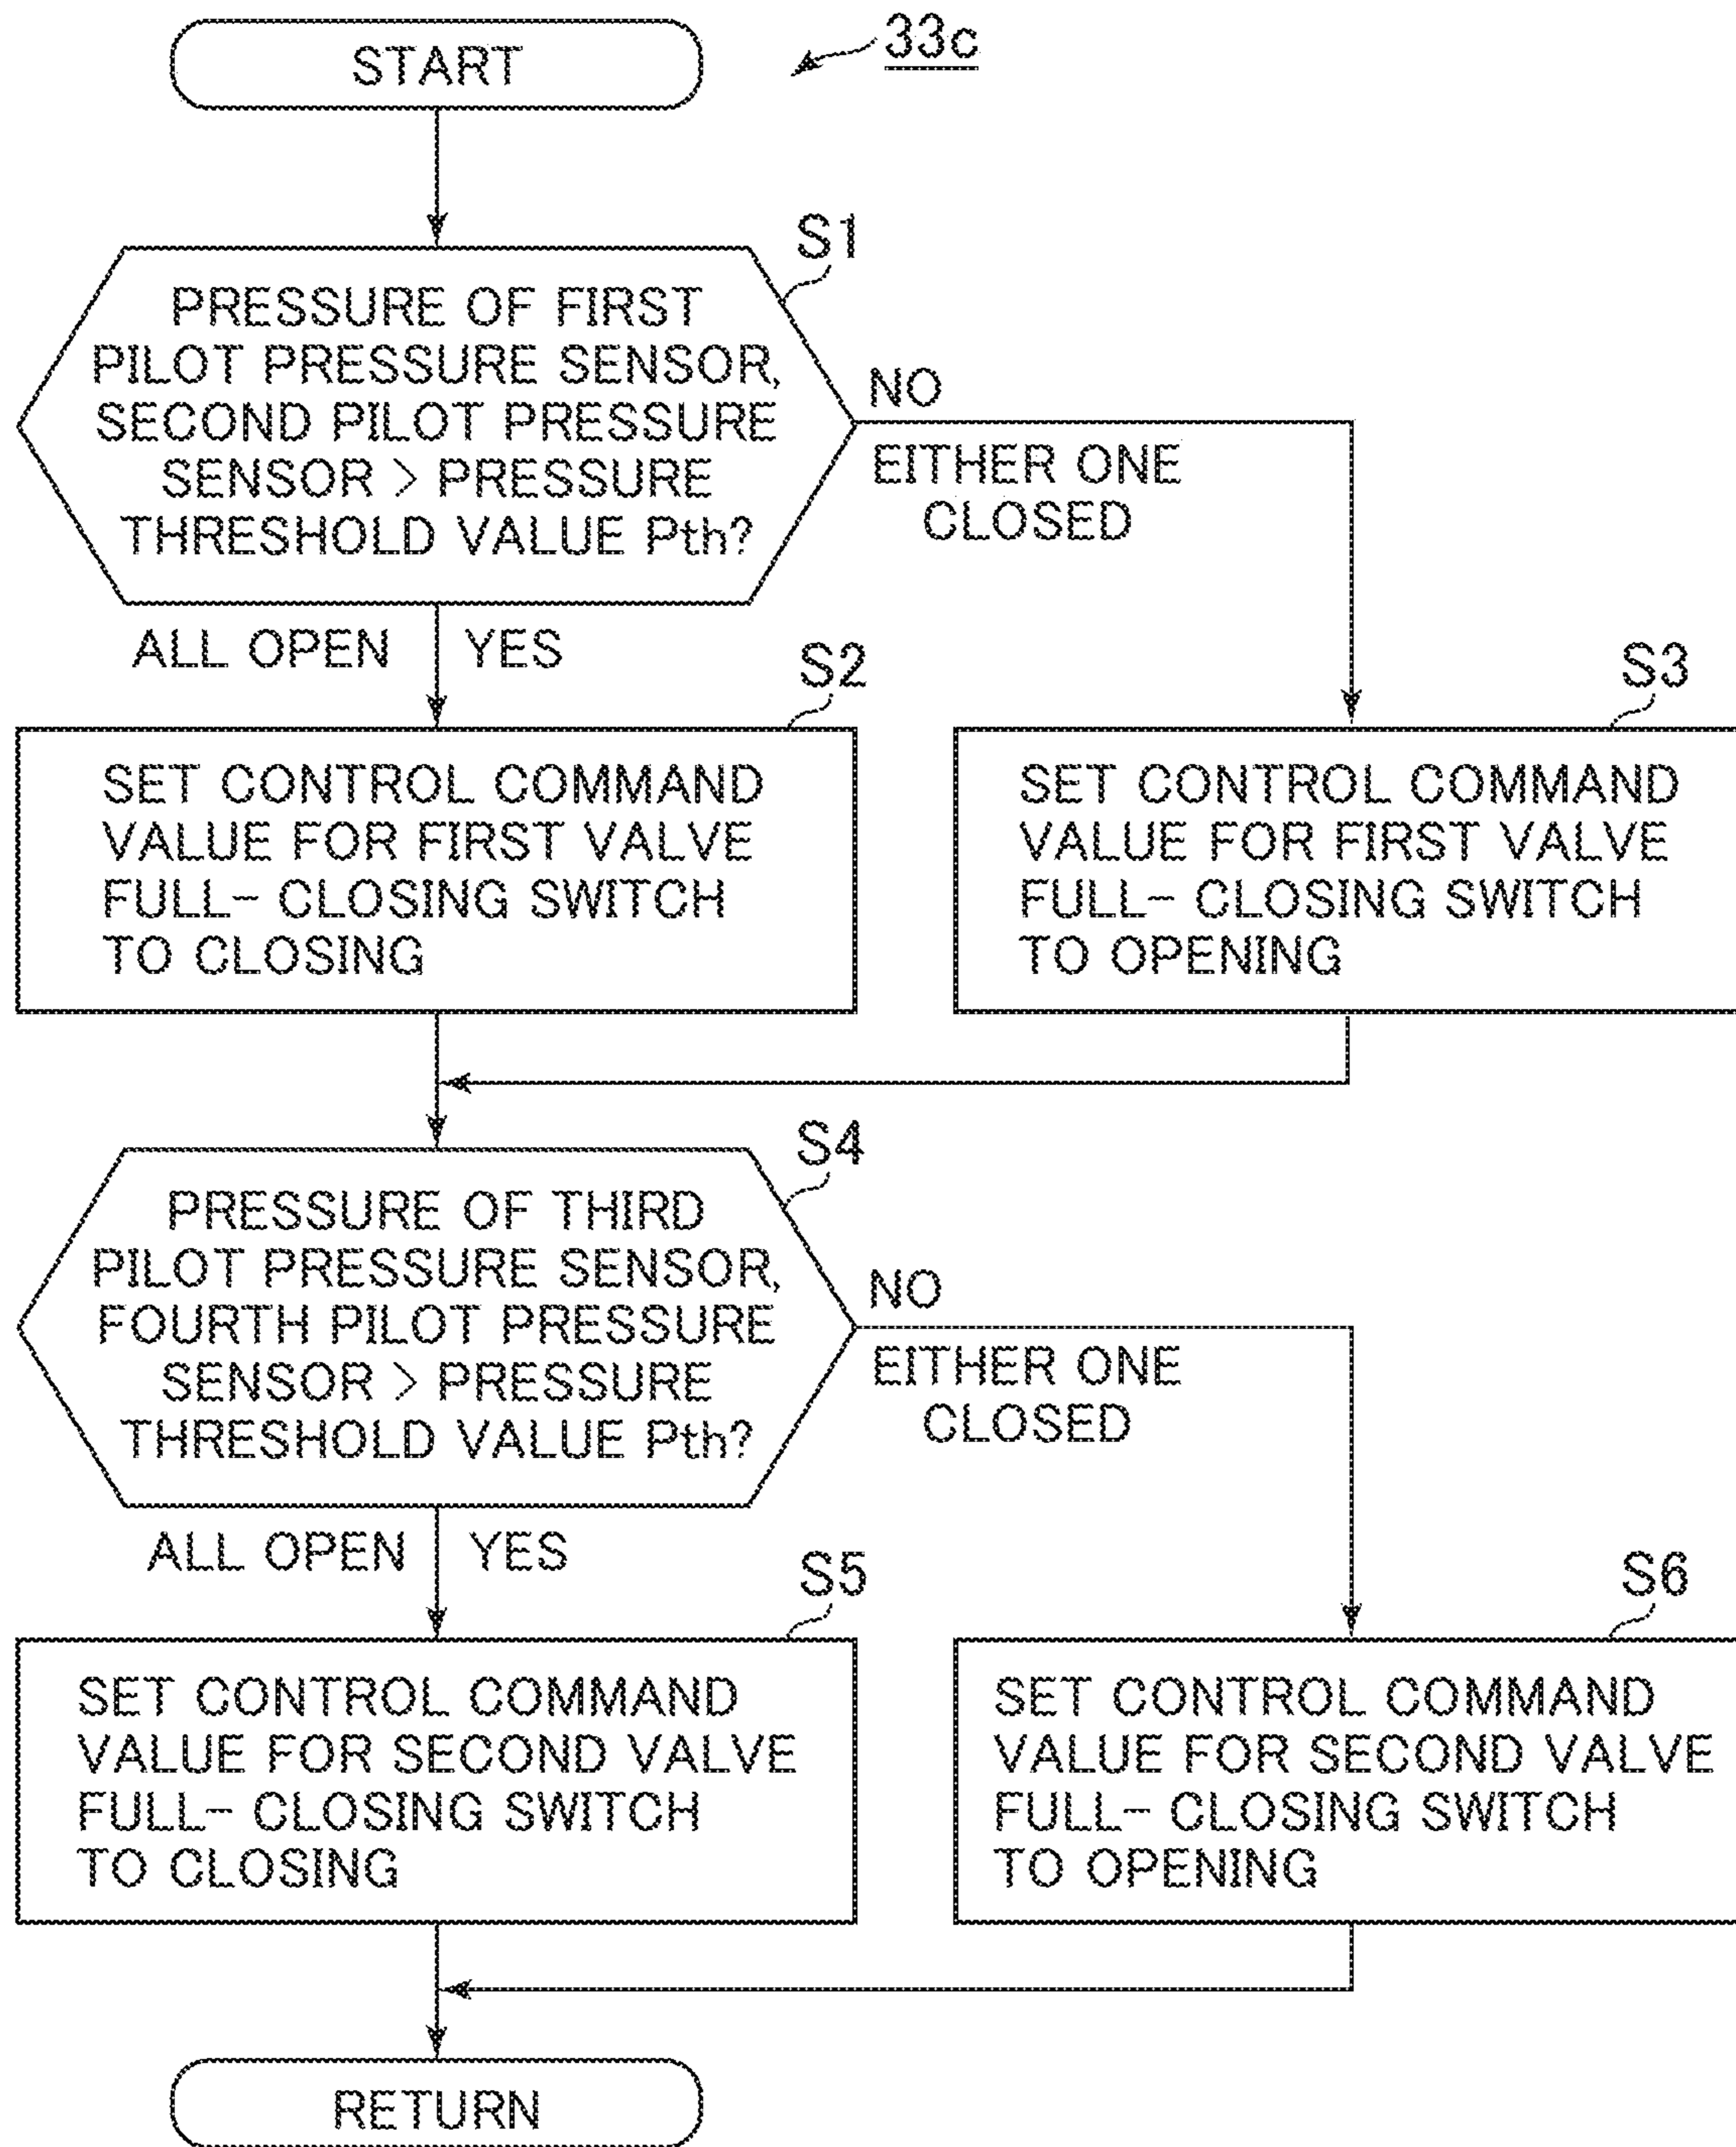 START
33c
S1
PRESSURE OF FIRST
PILOT PRESSURE SENSOR,
SECOND PILOT PRESSURE
SENSOR > PRESSURE
THRESHOLD VALUE Pth?
NO
EITHER ONE
CLOSED
ALL OPEN
YES
S2
SET CONTROL COMMAND
VALUE FOR FIRST VALVE
FULL- CLOSING SWITCH
TO CLOSING
S3
SET CONTROL COMMAND
VALUE FOR FIRST VALVE
FULL- CLOSING SWITCH
TO OPENING
S4
PRESSURE OF THIRD
PILOT PRESSURE SENSOR,
FOURTH PILOT PRESSURE
SENSOR > PRESSURE
THRESHOLD VALUE Pth?
NO
EITHER ONE
CLOSED
ALL OPEN
YES
S5
SET CONTROL COMMAND
VALUE FOR SECOND VALVE
FULL- CLOSING SWITCH
TO CLOSING
S6
SET CONTROL COMMAND
VALUE FOR SECOND VALVE
FULL- CLOSING SWITCH
TO OPENING
RETURN